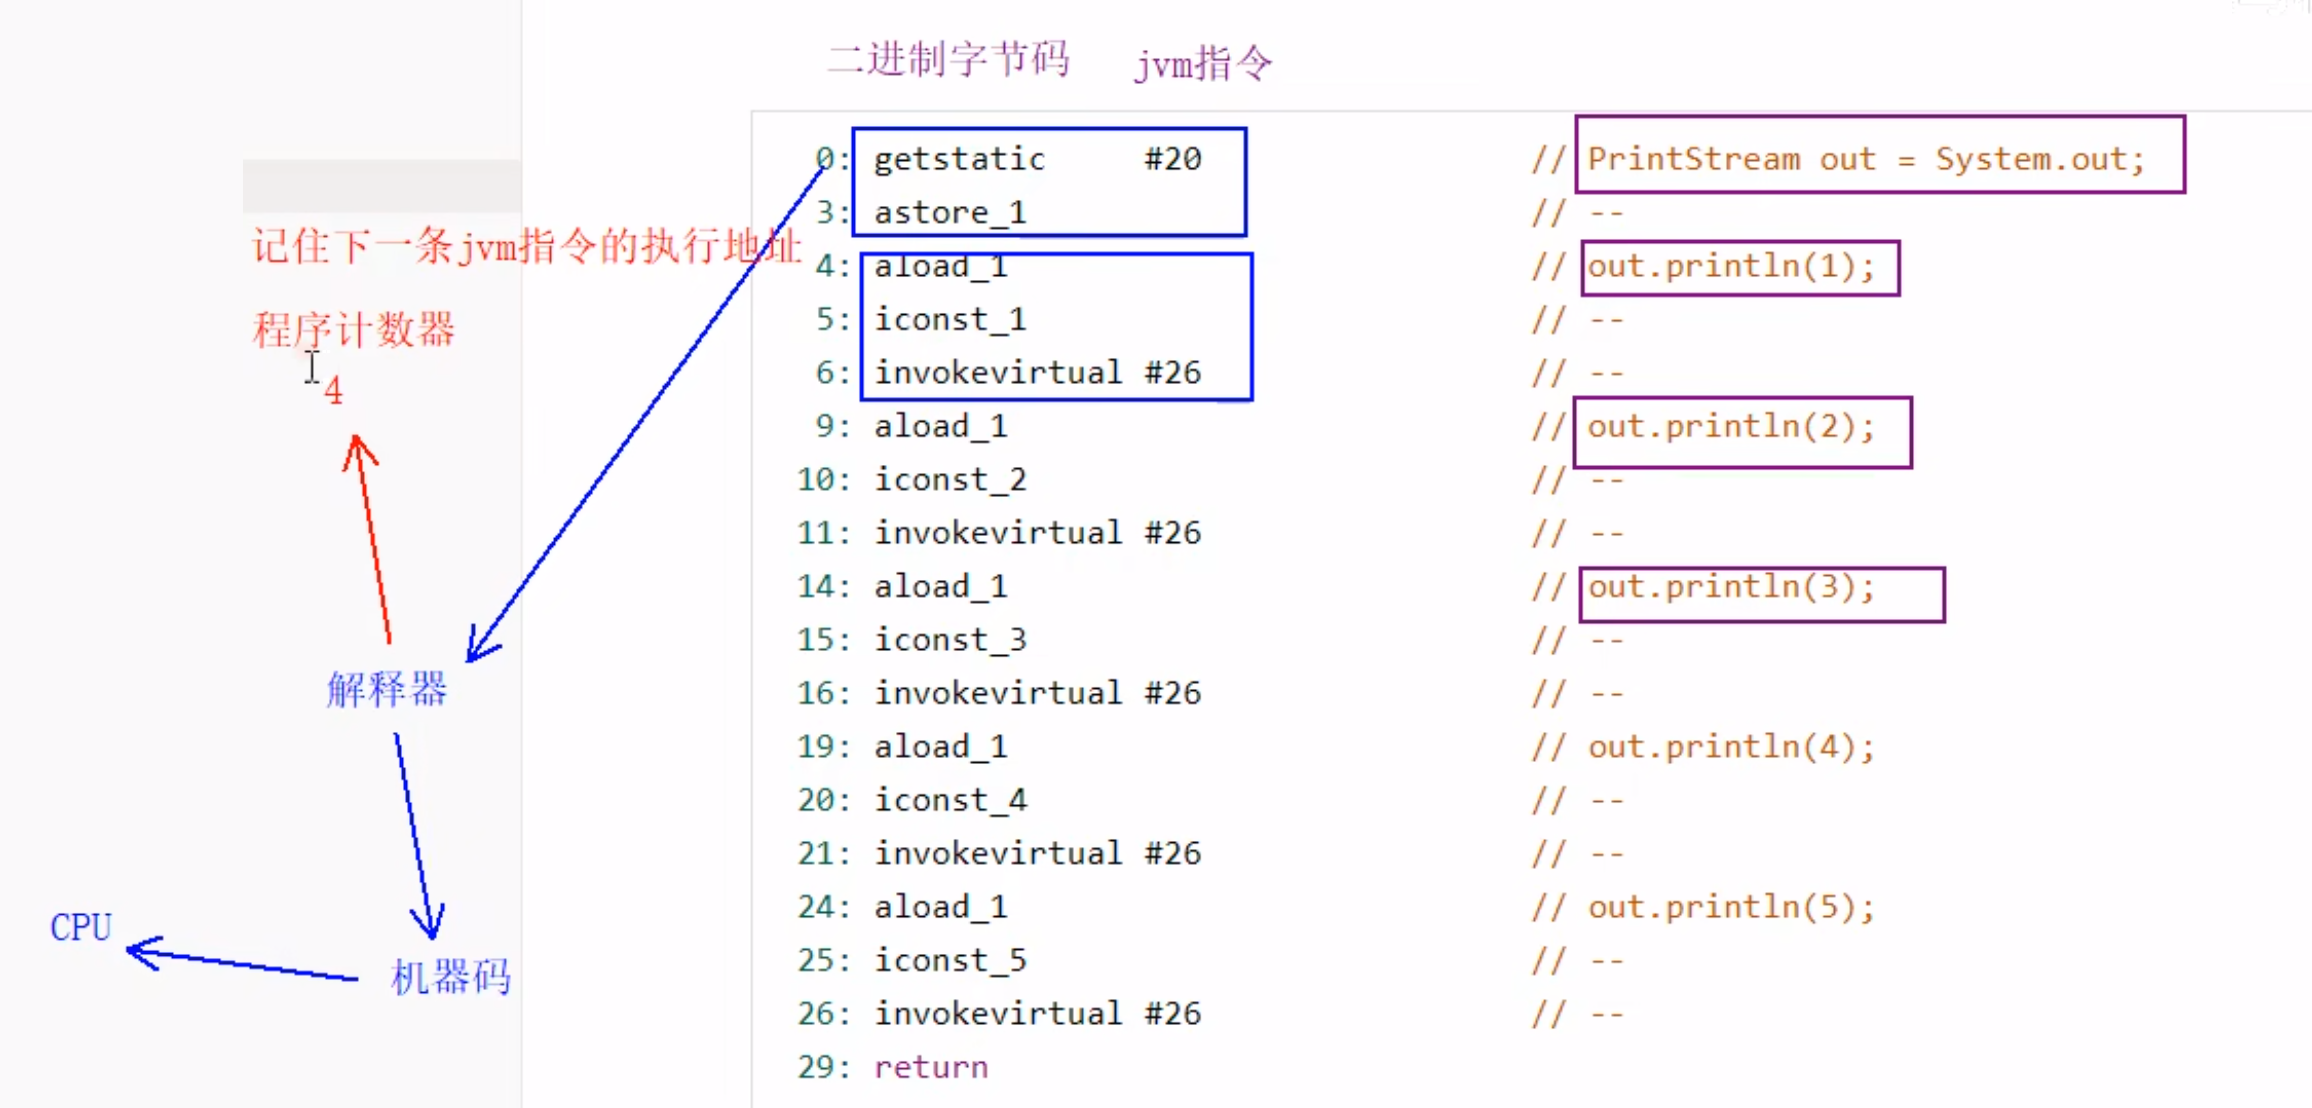 二进制字节码 jvm指令
0: getstatic #20 // PrintStream out = System.out;
3: astore_1 // --
记住下一条jvm指令的执行地址
4: aload_1 // out.println(1);
程序计数器
5: iconst_1 // --
4
6: invokevirtual #26 // --
9: aload_1 // out.println(2);
10: iconst_2 // --
11: invokevirtual #26 // --
14: aload_1 // out.println(3);
15: iconst_3 // --
解释器
16: invokevirtual #26 // --
19: aload_1 // out.println(4);
20: iconst_4 // --
21: invokevirtual #26 // --
24: aload_1 // out.println(5);
CPU
25: iconst_5 // --
机器码
26: invokevirtual #26 // --
29: return